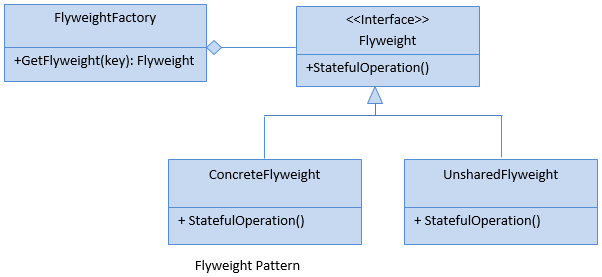 FlyweightFactory
+GetFlyweight(key): Flyweight
<<Interface>>
Flyweight
+StatefulOperation()
ConcreteFlyweight
+ StatefulOperation()
UnsharedFlyweight
+ StatefulOperation()
Flyweight Pattern